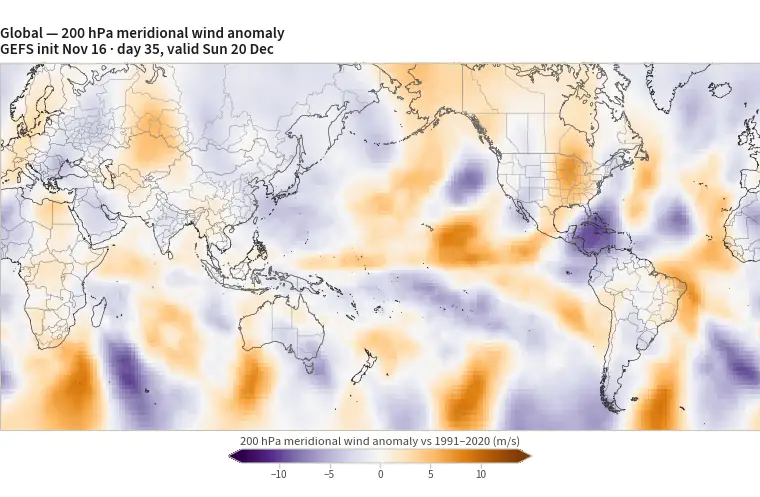 Global — 200 hPa meridional wind anomaly
GEFS init Nov 16 · day 35, valid Sun 20 Dec
200 hPa meridional wind anomaly vs 1991–2020 (m/s)
−10 −5 0 5 10